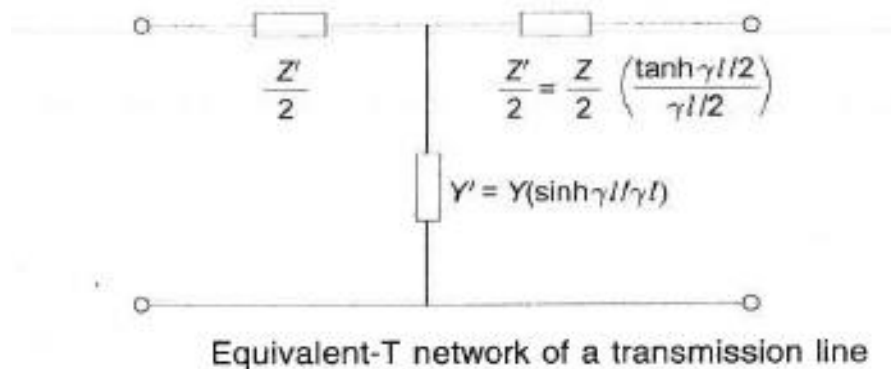 Z'/2
Z'/2 = Z/2 (tanh γl/2 / γl/2)
Y' = Y(sinh γl/γl)
Equivalent-T network of a transmission line